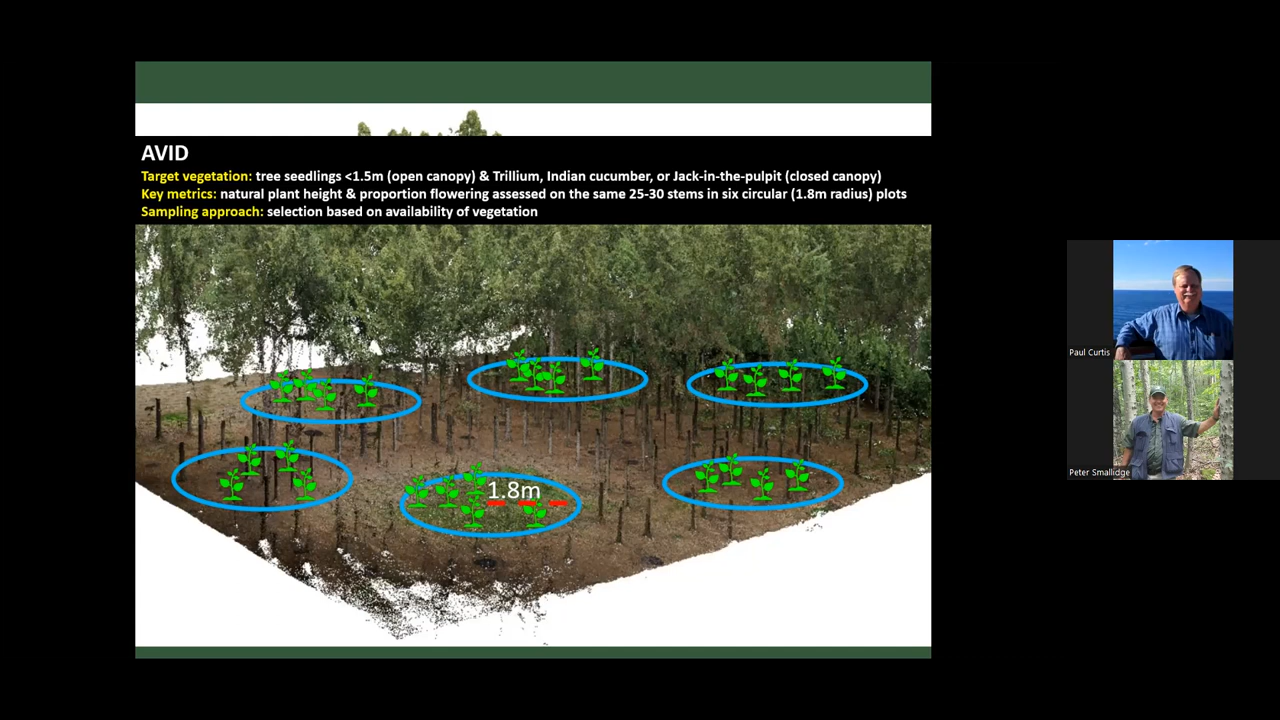 AVID
Target vegetation: tree seedlings <1.5m (open canopy) & Trillium, Indian cucumber, or Jack-in-the-pulpit (closed canopy)
Key metrics: natural plant height & proportion flowering assessed on the same 25-30 stems in six circular (1.8m radius) plots
Sampling approach: selection based on availability of vegetation
1.8m
Paul Curtis
Peter Smallidge